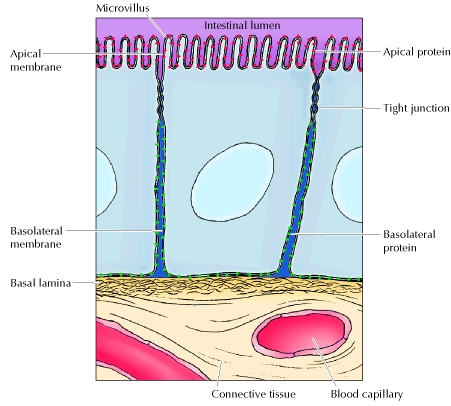 Microvillus
Intestinal lumen
Apical
membrane
Apical protein
Tight junction
Basolateral
membrane
Basolateral
protein
Basal lamina
Connective tissue
Blood capillary